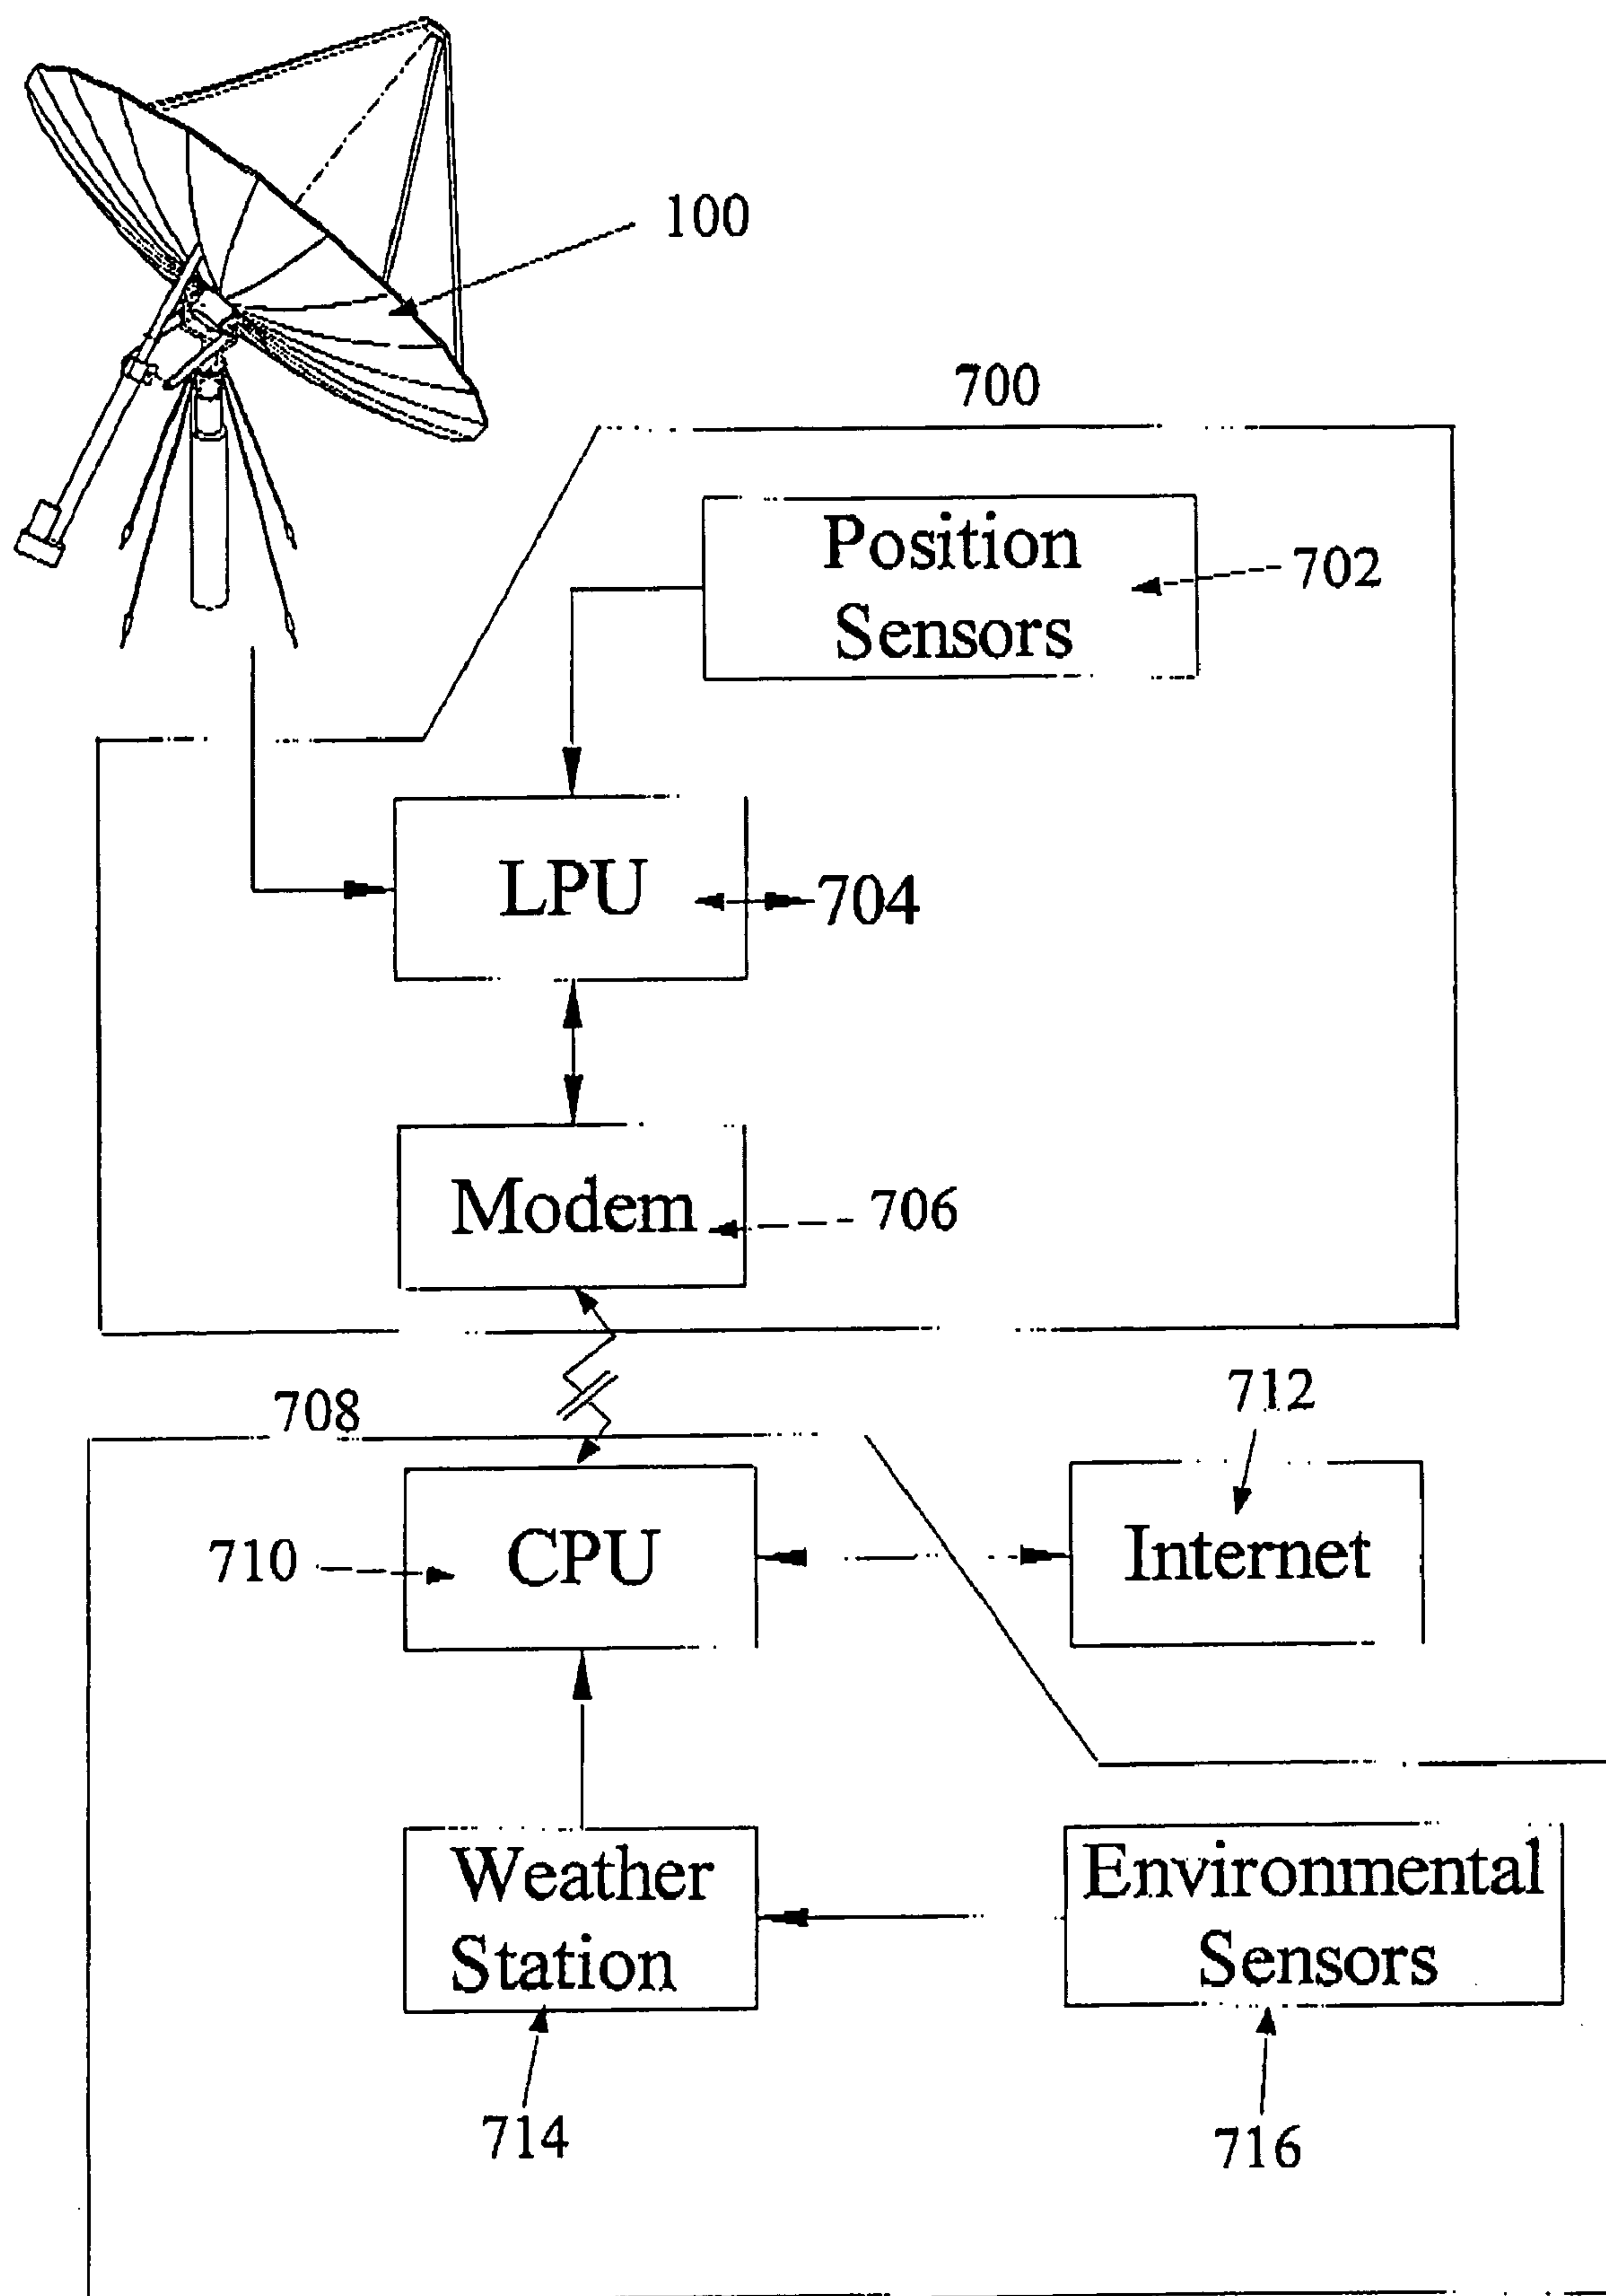 100
700
Position
Sensors
702
LPU
704
Modem
706
708
712
710
CPU
Internet
Weather
Station
Environmental
Sensors
714
716